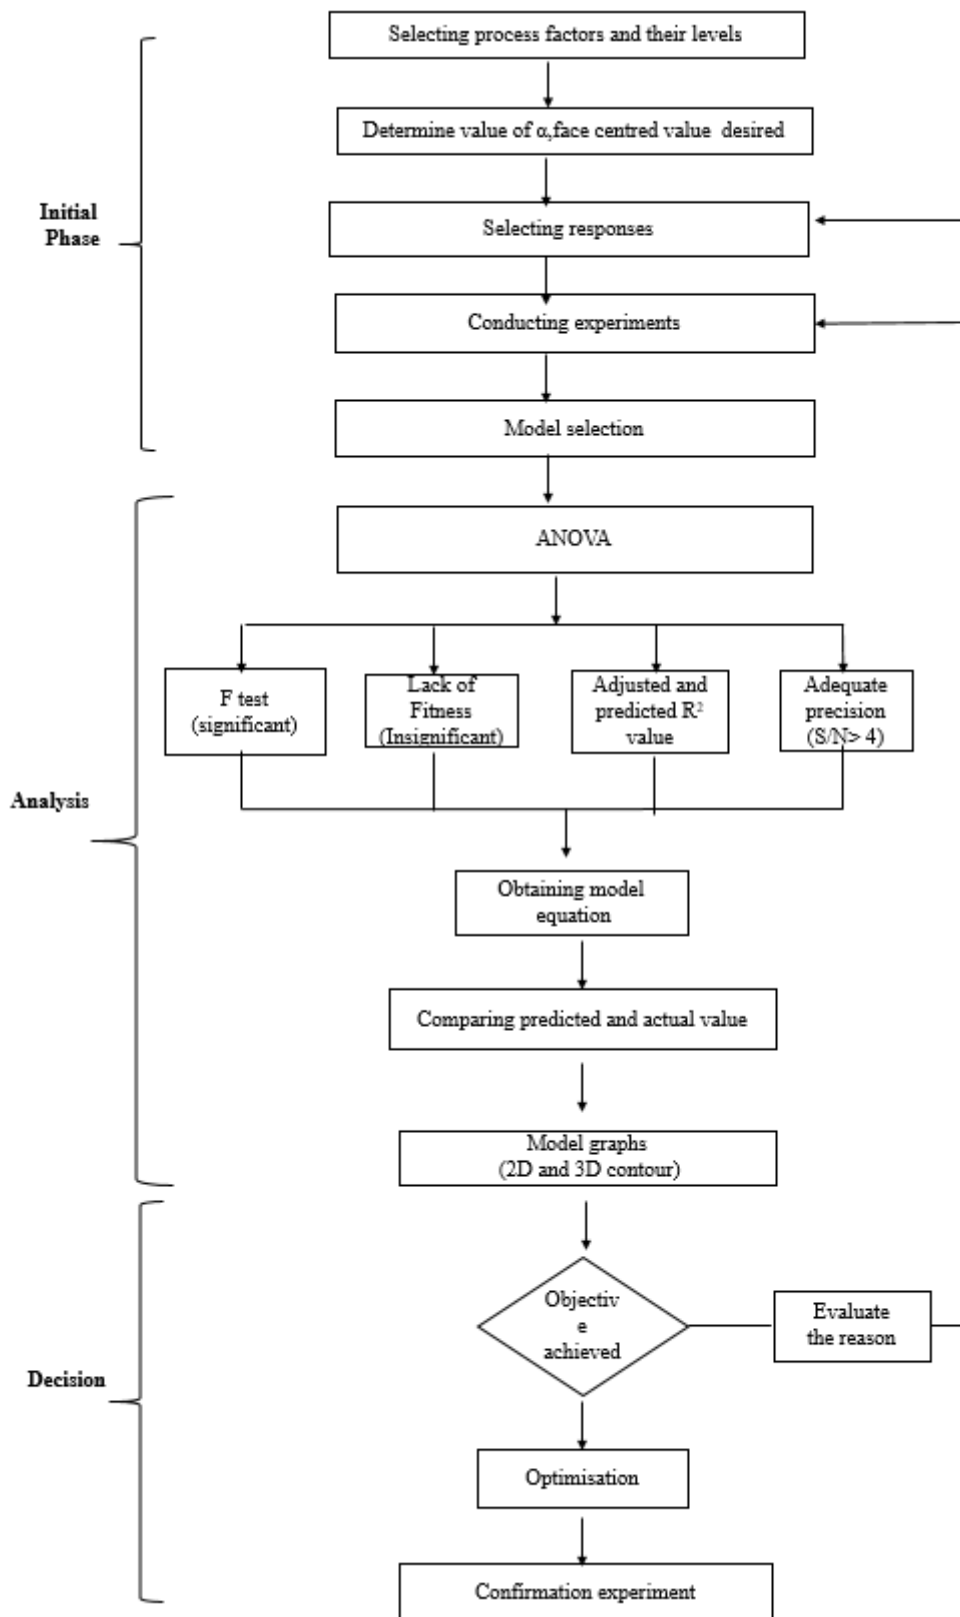 Selecting process factors and their levels
Determine value of α,face centred value desired
Initial
Phase
Selecting responses
Conducting experiments
Model selection
ANOVA
F test
(significant)
Lack of
Fitness
(Insignificant)
Adjusted and
predicted R²
value
Adequate
precision
(S/N> 4)
Analysis
Obtaining model
equation
Comparing predicted and actual value
Model graphs
(2D and 3D contour)
Objectiv
e
achieved
Evaluate
the reason
Decision
Optimisation
Confirmation experiment